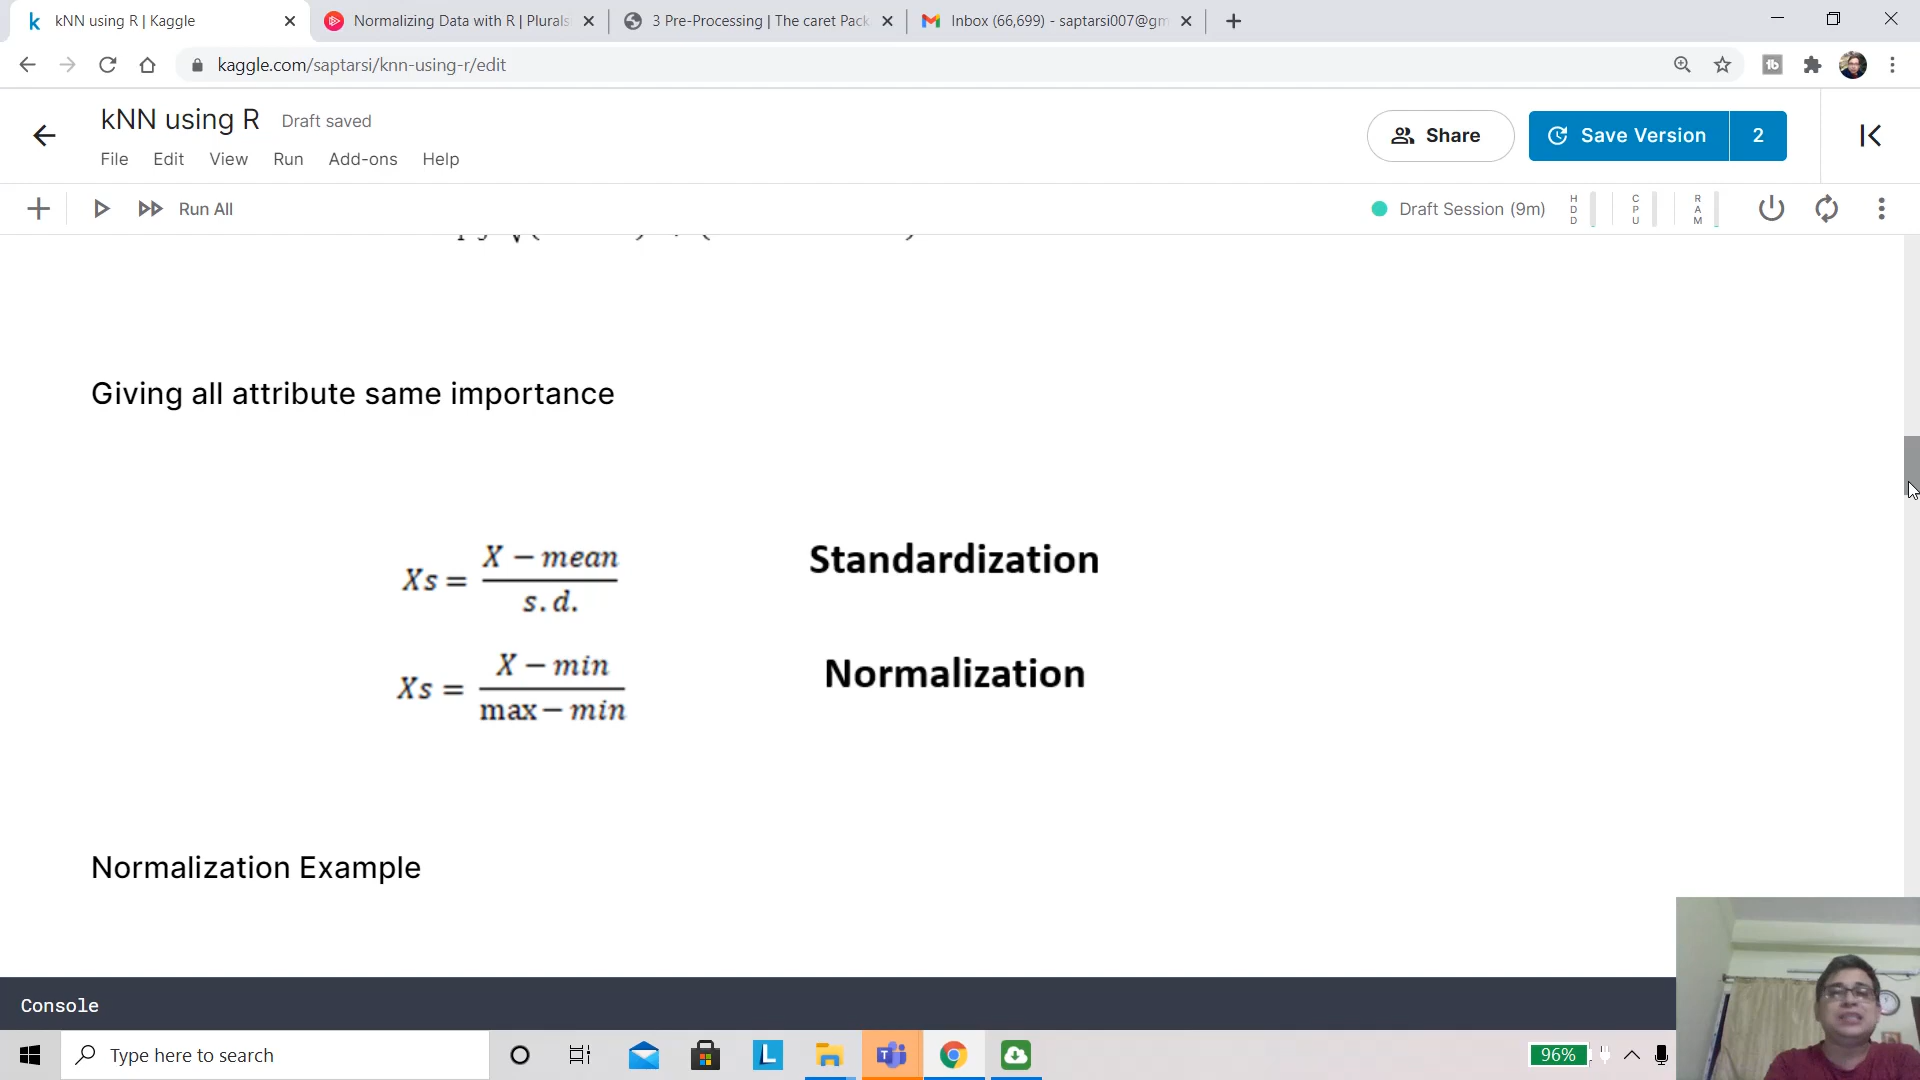 kNN using R | Kaggle
Normalizing Data with R | Plurals
3 Pre-Processing | The caret Pack
Inbox (66,699) - saptarsi007@gm
kaggle.com/saptarsi/knn-using-r/edit
kNN using R Draft saved
Share
Save Version 2
File Edit View Run Add-ons Help
Run All
Draft Session (9m)
HDD
CPU
RAM
Giving all attribute same importance
Xs = X − mean / s.d.
Standardization
Xs = X − min / max − min
Normalization
Normalization Example
Console
Type here to search
96%